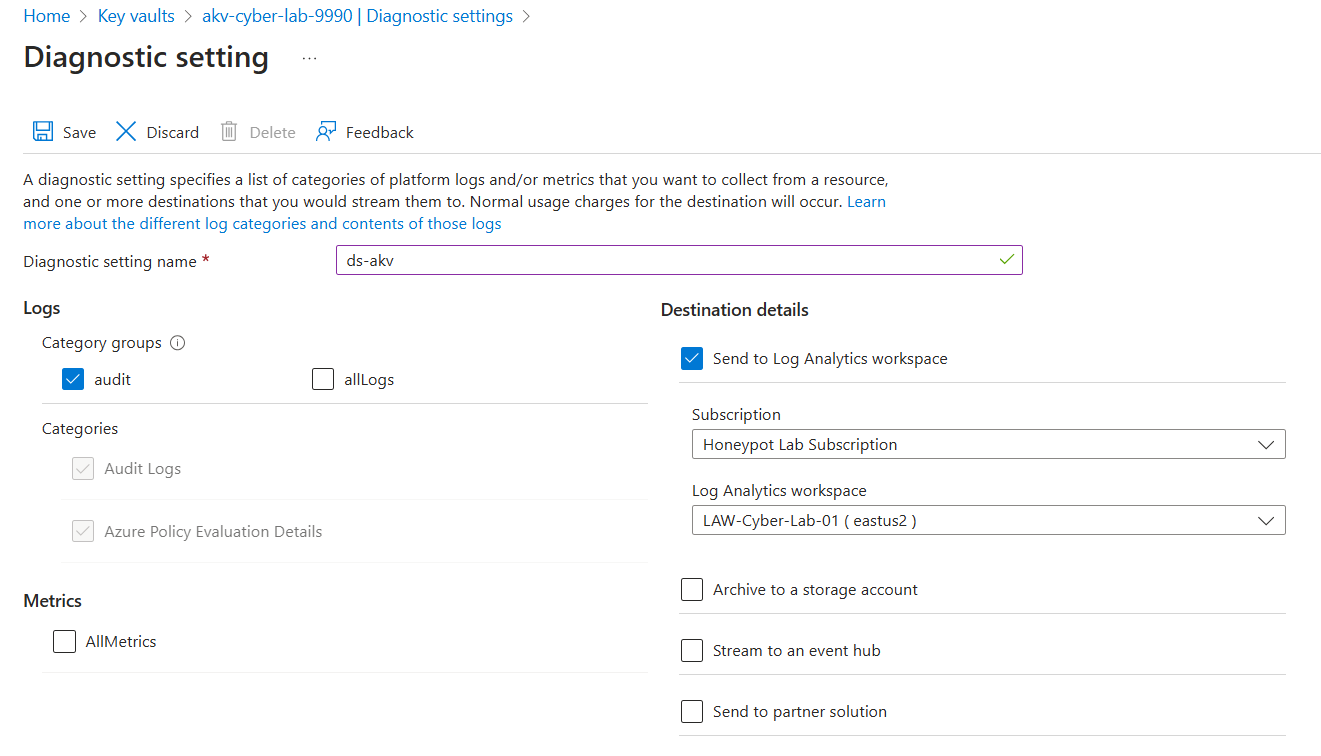 Home > Key vaults > akv-cyber-lab-9990 | Diagnostic settings >
Diagnostic setting ...
Save Discard Delete Feedback
A diagnostic setting specifies a list of categories of platform logs and/or metrics that you want to collect from a resource,
and one or more destinations that you would stream them to. Normal usage charges for the destination will occur. Learn
more about the different log categories and contents of those logs
Diagnostic setting name *
ds-akv
Logs
Category groups
audit
allLogs
Categories
Audit Logs
Azure Policy Evaluation Details
Metrics
AllMetrics
Destination details
Send to Log Analytics workspace
Subscription
Honeypot Lab Subscription
Log Analytics workspace
LAW-Cyber-Lab-01 ( eastus2 )
Archive to a storage account
Stream to an event hub
Send to partner solution